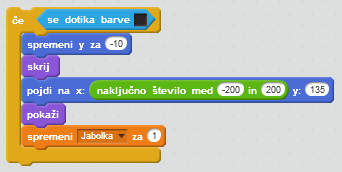 če se dotika barve
spremeni y za -10
skrij
pojdi na x: naključno število med -200 in 200 y: 135
pokaži
spremeni Jabolka za 1